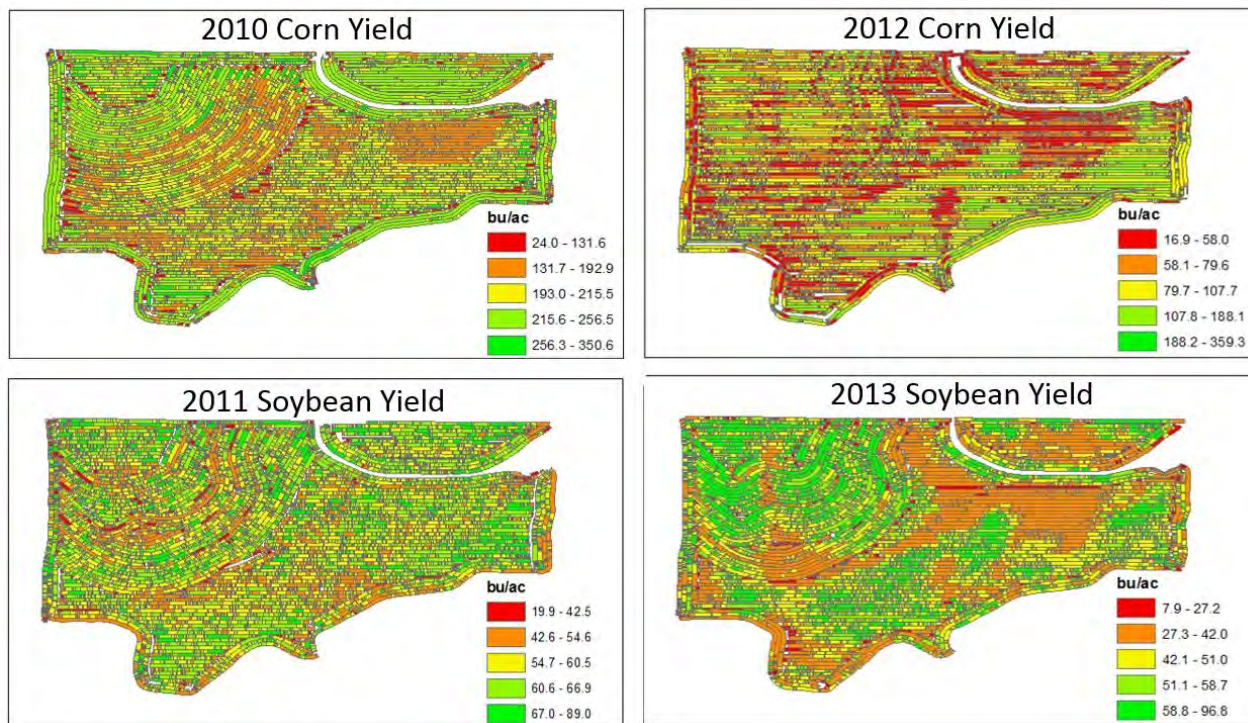 2010 Corn Yield
bu/ac
24.0 - 131.6
131.7 - 192.9
193.0 - 215.5
215.6 - 256.5
256.3 - 350.6
2012 Corn Yield
bu/ac
16.9 - 58.0
58.1 - 79.6
79.7 - 107.7
107.8 - 188.1
188.2 - 359.3
2011 Soybean Yield
bu/ac
19.9 - 42.5
42.6 - 54.6
54.7 - 60.5
60.6 - 66.9
67.0 - 89.0
2013 Soybean Yield
bu/ac
7.9 - 27.2
27.3 - 42.0
42.1 - 51.0
51.1 - 58.7
58.8 - 96.8